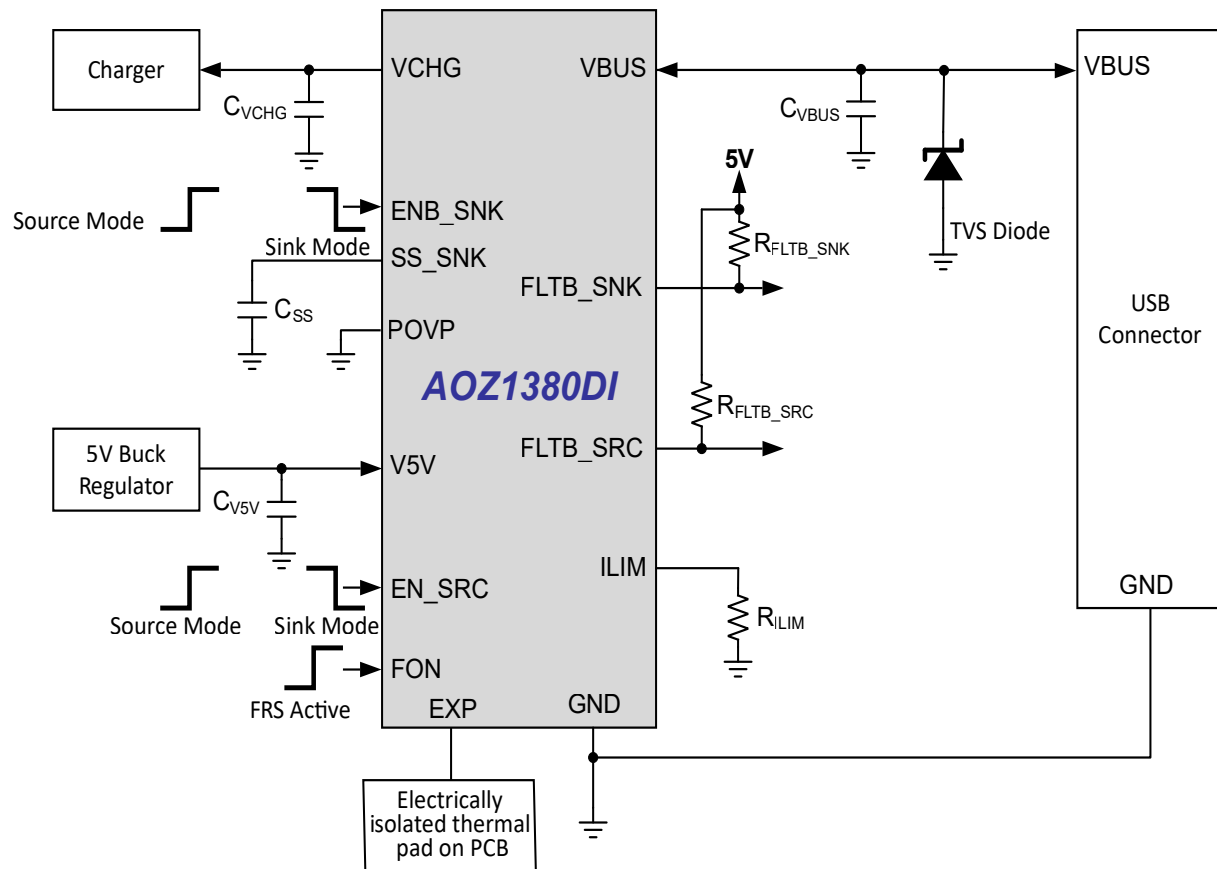 Charger
VCHG
VBUS
VBUS
CVCHG
CVBUS
5V
Source Mode
ENB_SNK
Sink Mode
SS_SNK
RFLTB_SNK
TVS Diode
FLTB_SNK
CSS
POVP
USB
Connector
AOZ1380DI
RFLTB_SRC
5V Buck
Regulator
V5V
FLTB_SRC
CV5V
ILIM
EN_SRC
GND
Source Mode
Sink Mode
RILIM
FON
FRS Active
EXP
GND
Electrically
isolated thermal
pad on PCB